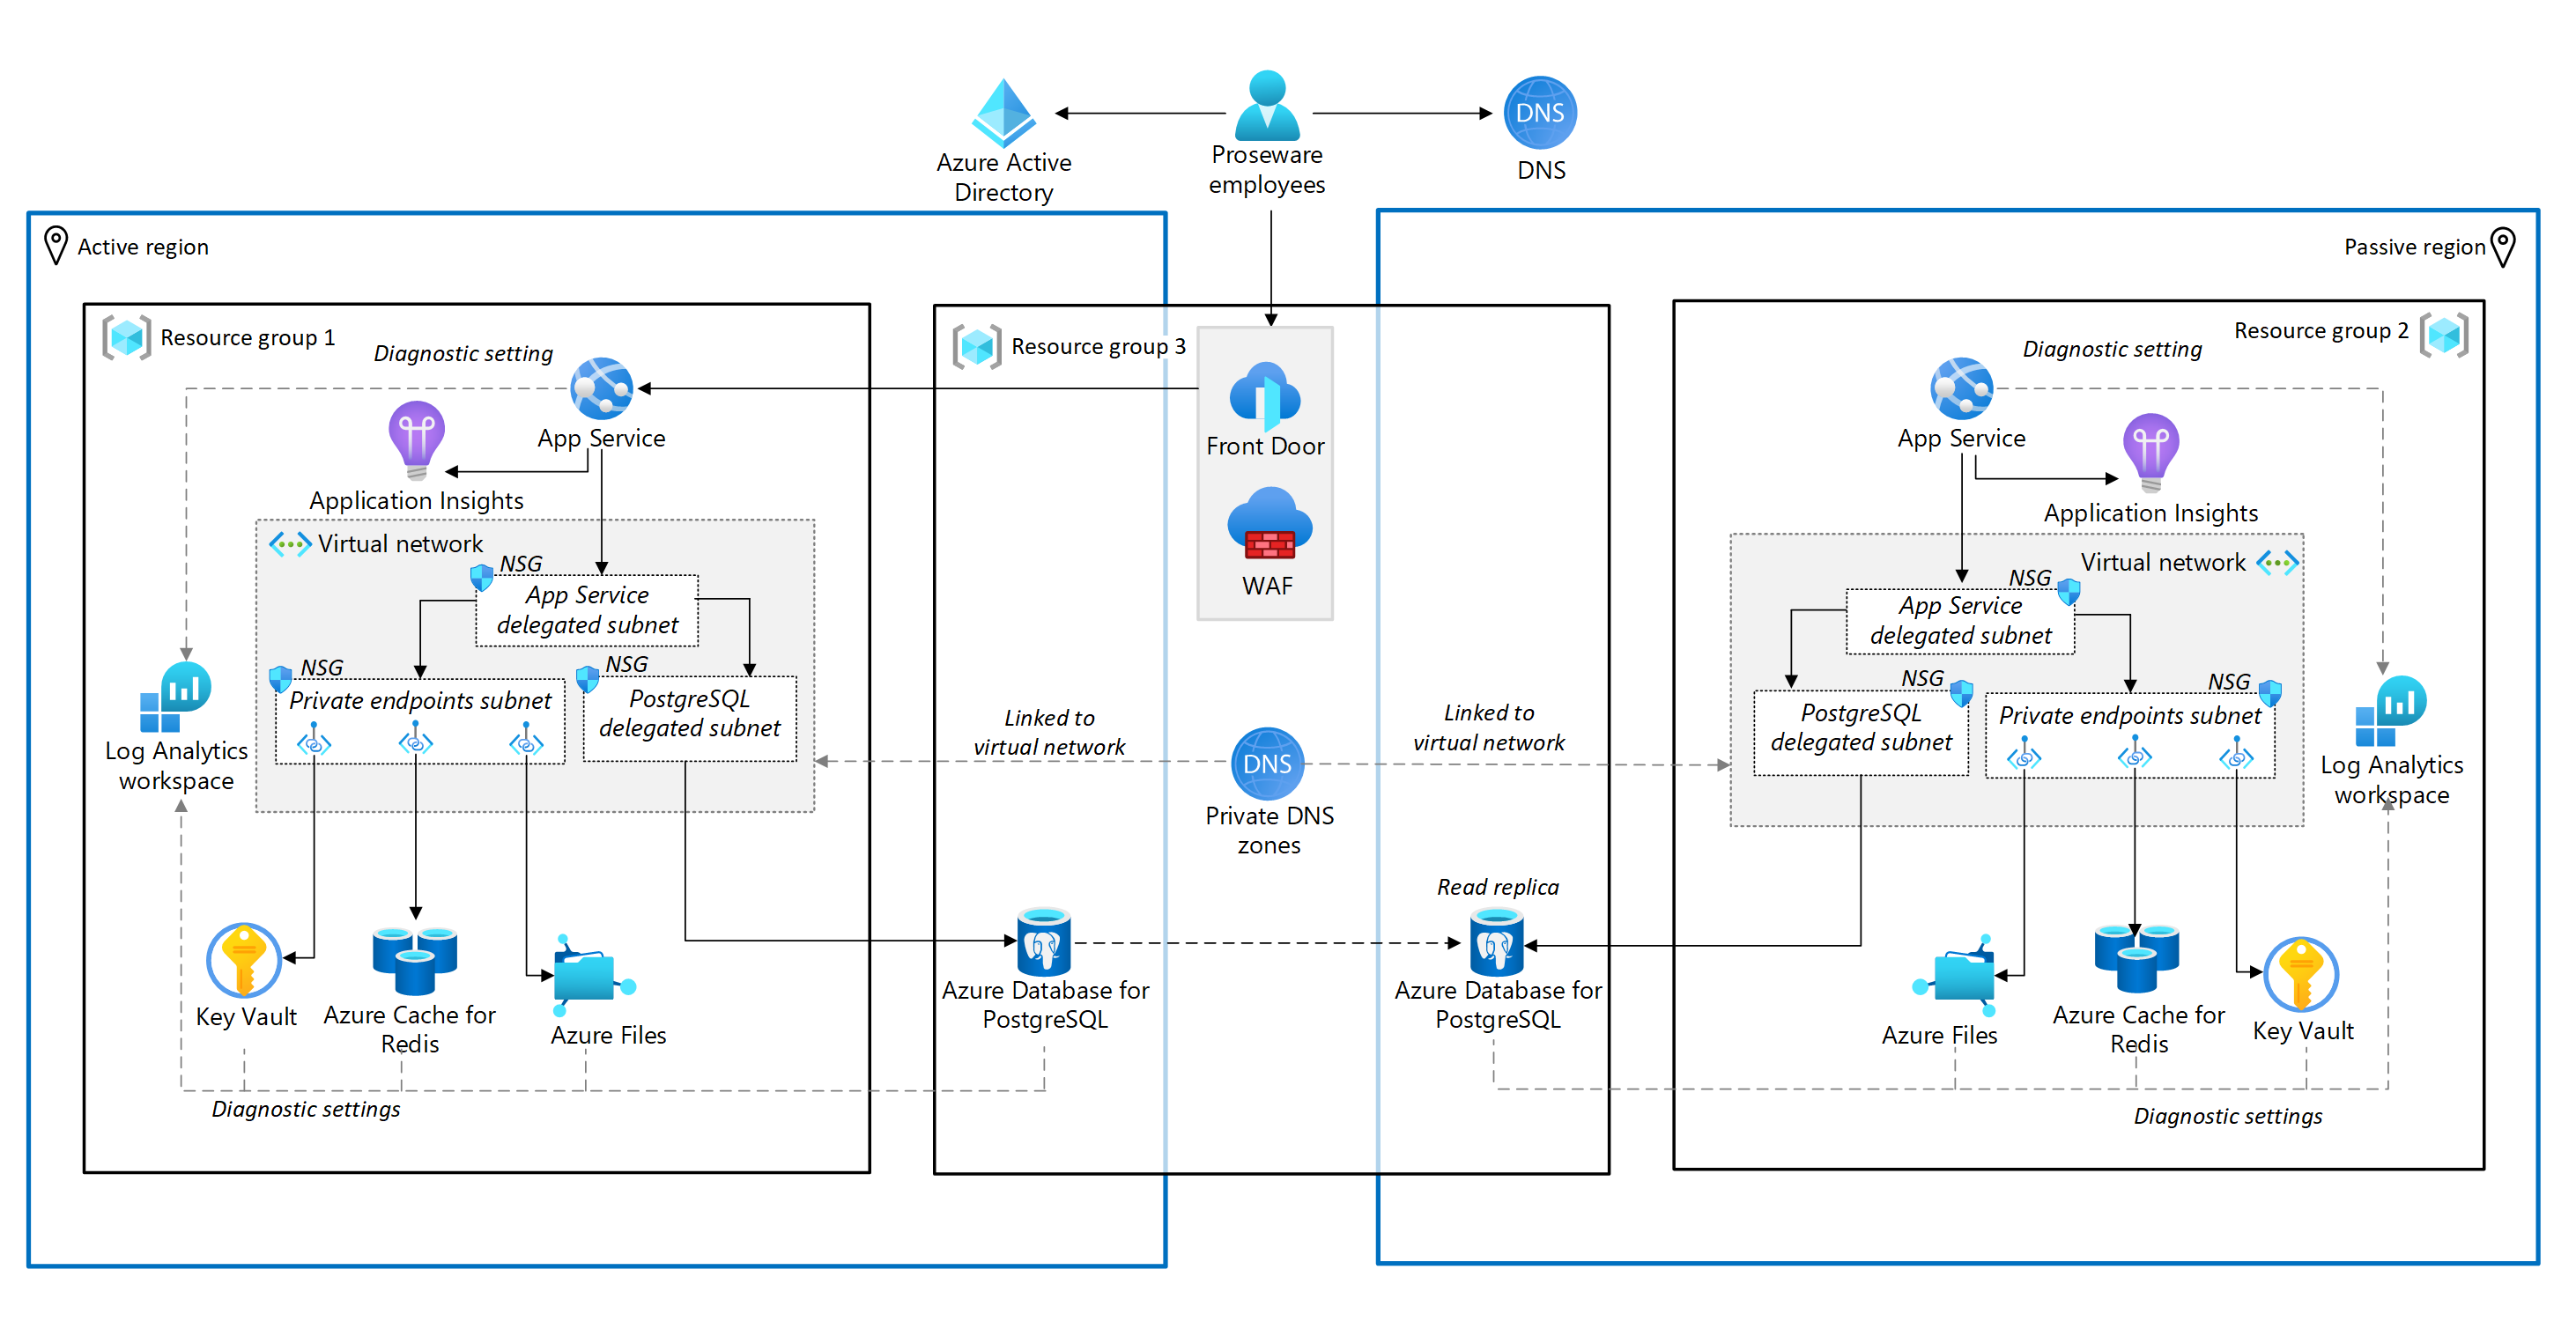 Azure Active
Directory
Proseware
employees
DNS
DNS
Active region
Passive region
Resource group 1
Diagnostic setting
App Service
Application Insights
Virtual network
NSG
App Service
delegated subnet
NSG
Private endpoints subnet
NSG
PostgreSQL
delegated subnet
Log Analytics
workspace
Key Vault
Azure Cache for
Redis
Azure Files
Diagnostic settings
Resource group 3
Front Door
WAF
Linked to
virtual network
Linked to
virtual network
DNS
Private DNS
zones
Read replica
Azure Database for
PostgreSQL
Azure Database for
PostgreSQL
Resource group 2
Diagnostic setting
App Service
Application Insights
Virtual network
NSG
App Service
delegated subnet
NSG
PostgreSQL
delegated subnet
NSG
Private endpoints subnet
Log Analytics
workspace
Azure Files
Azure Cache for
Redis
Key Vault
Diagnostic settings